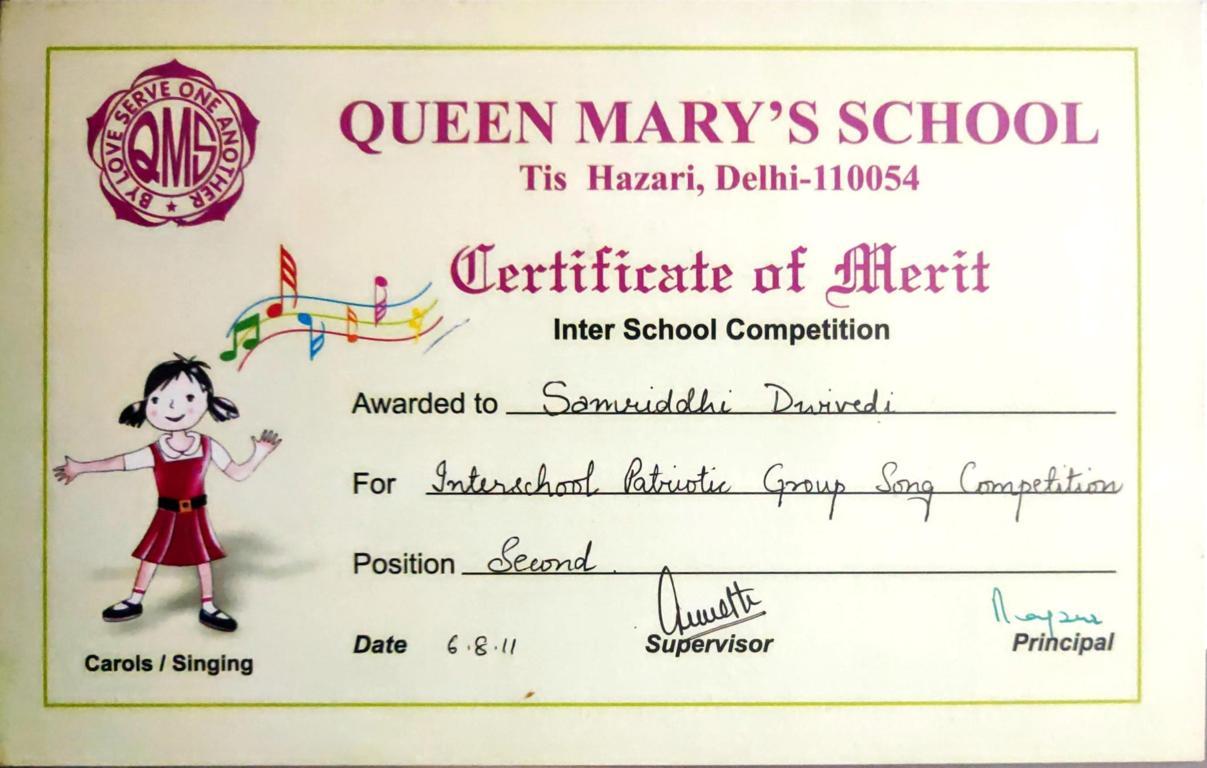 BY LOVE SERVE ONE ANOTHER
QMS
QUEEN MARY'S SCHOOL
Tis Hazari, Delhi-110054
Certificate of Merit
Inter School Competition
Awarded to Samriddhi Dwivedi
For Interschool Patriotic Group Song Competition
Position Second.
Date 6.8.11
Supervisor
Principal
Carols / Singing